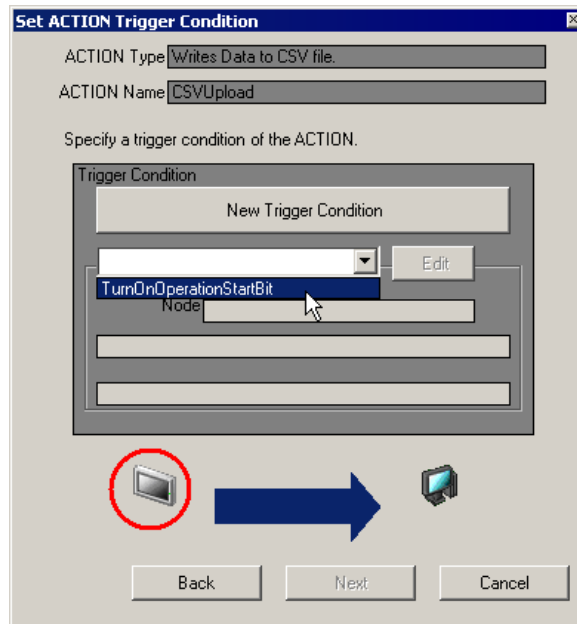 Set ACTION Trigger Condition
ACTION Type Writes Data to CSV file.
ACTION Name CSVUpload
Specify a trigger condition of the ACTION.
Trigger Condition
New Trigger Condition
Edit
TurnOnOperationStartBit
Node
Back Next Cancel